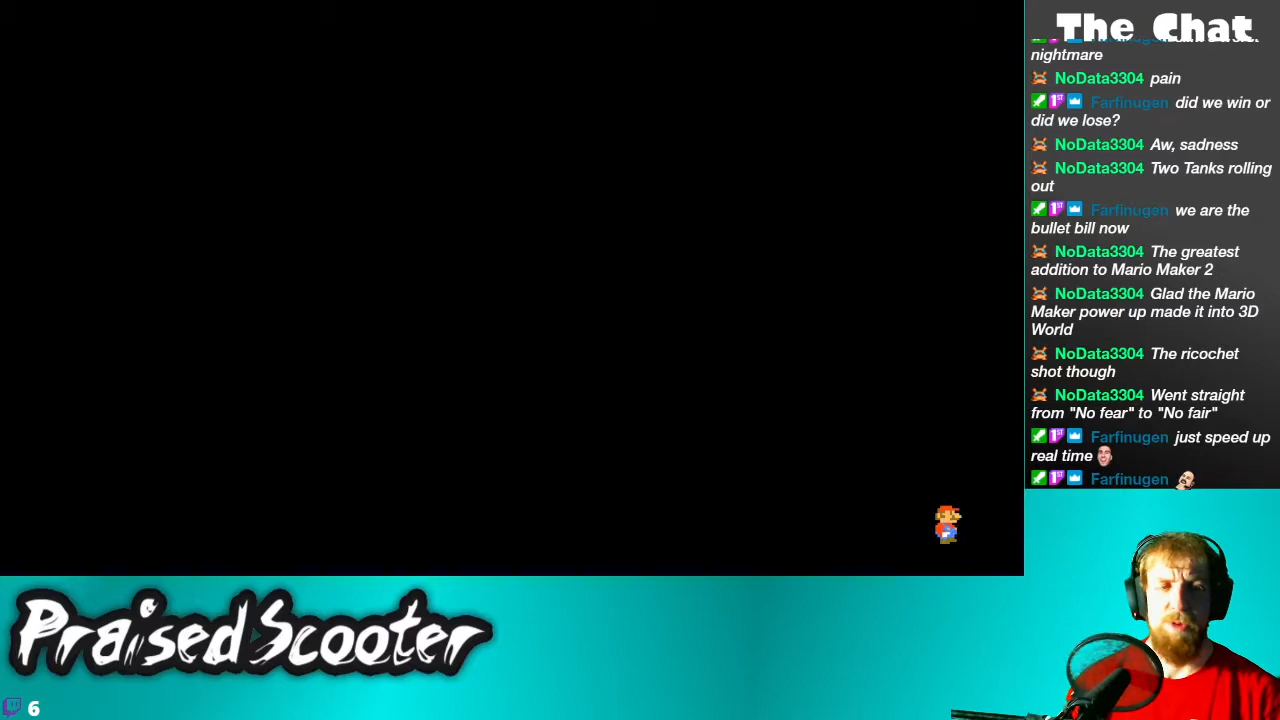 The Chat
nightmare
NoData3304 pain
Farfinugen did we win or
did we lose?
NoData3304 Aw, sadness
NoData3304 Two Tanks rolling
out
Farfinugen we are the
bullet bill now
NoData3304 The greatest
addition to Mario Maker 2
NoData3304 Glad the Mario
Maker power up made it into 3D
World
NoData3304 The ricochet
shot though
NoData3304 Went straight
from "No fear" to "No fair"
Farfinugen just speed up
real time
Farfinugen
PraisedScooter
6